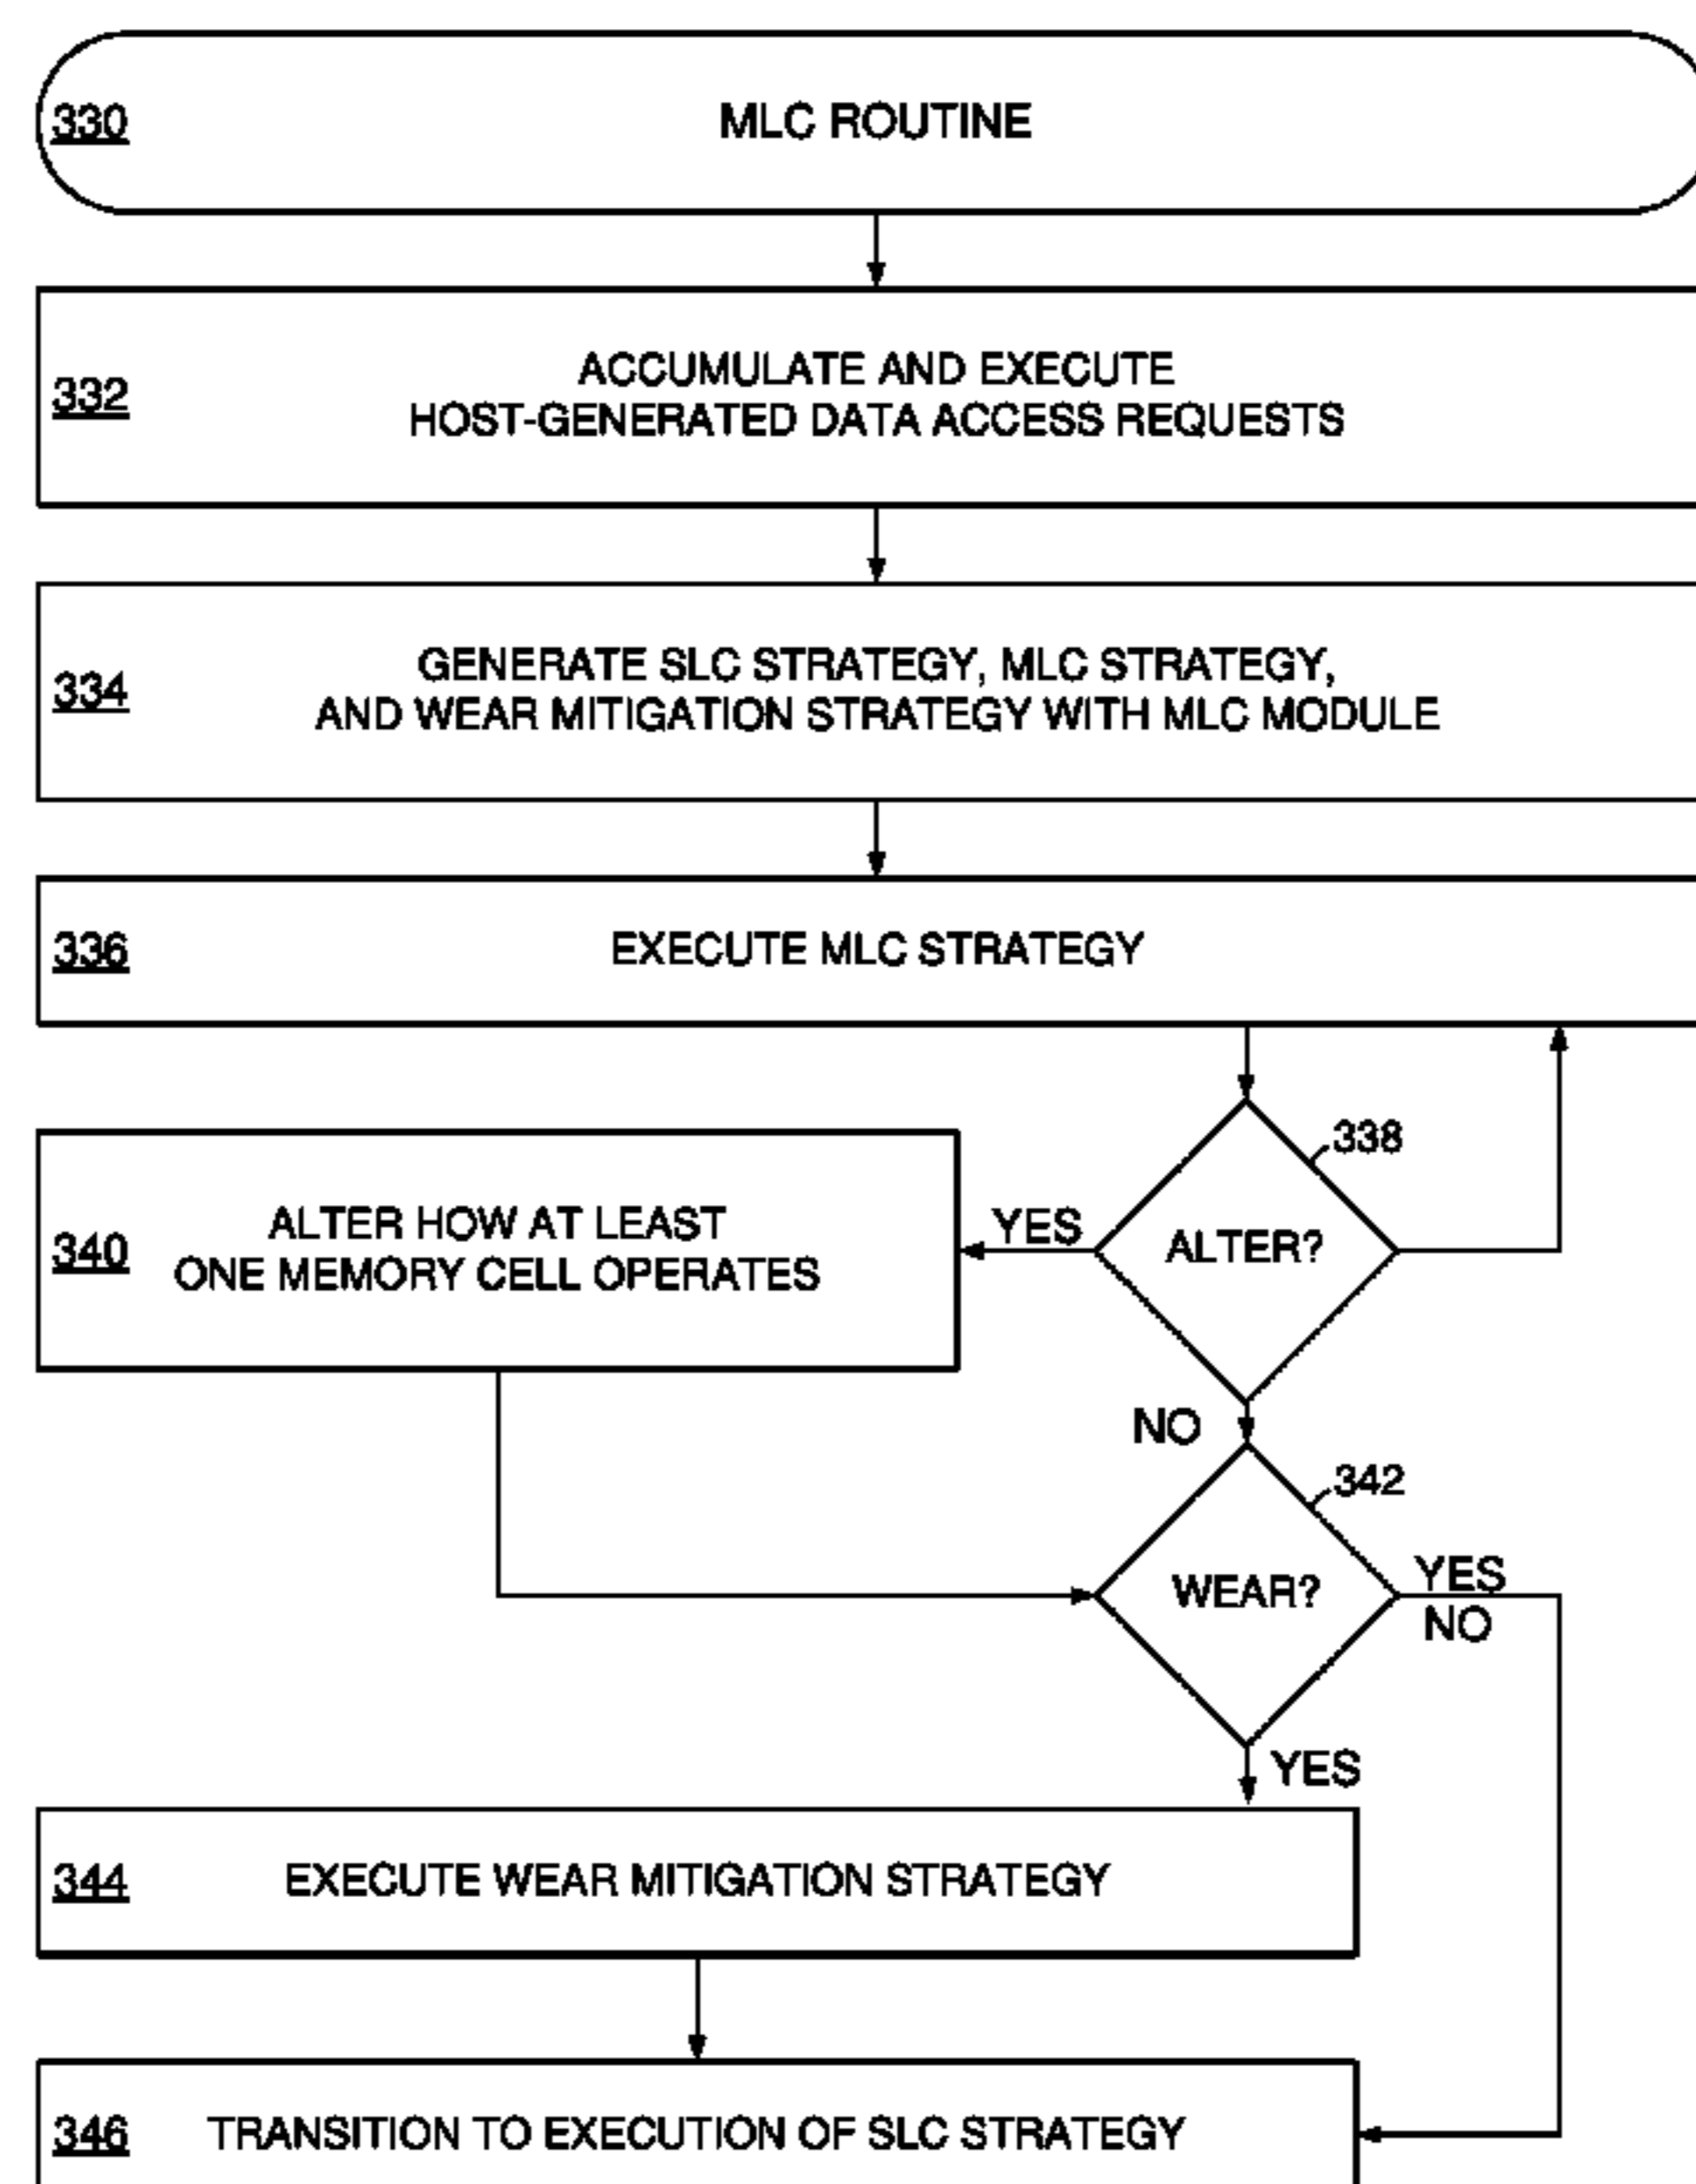 330
MLC ROUTINE
332
ACCUMULATE AND EXECUTE
HOST-GENERATED DATA ACCESS REQUESTS
334
GENERATE SLC STRATEGY, MLC STRATEGY,
AND WEAR MITIGATION STRATEGY WITH MLC MODULE
336
EXECUTE MLC STRATEGY
338
ALTER?
YES
340
ALTER HOW AT LEAST
ONE MEMORY CELL OPERATES
NO
342
WEAR?
YES
NO
YES
344
EXECUTE WEAR MITIGATION STRATEGY
346
TRANSITION TO EXECUTION OF SLC STRATEGY